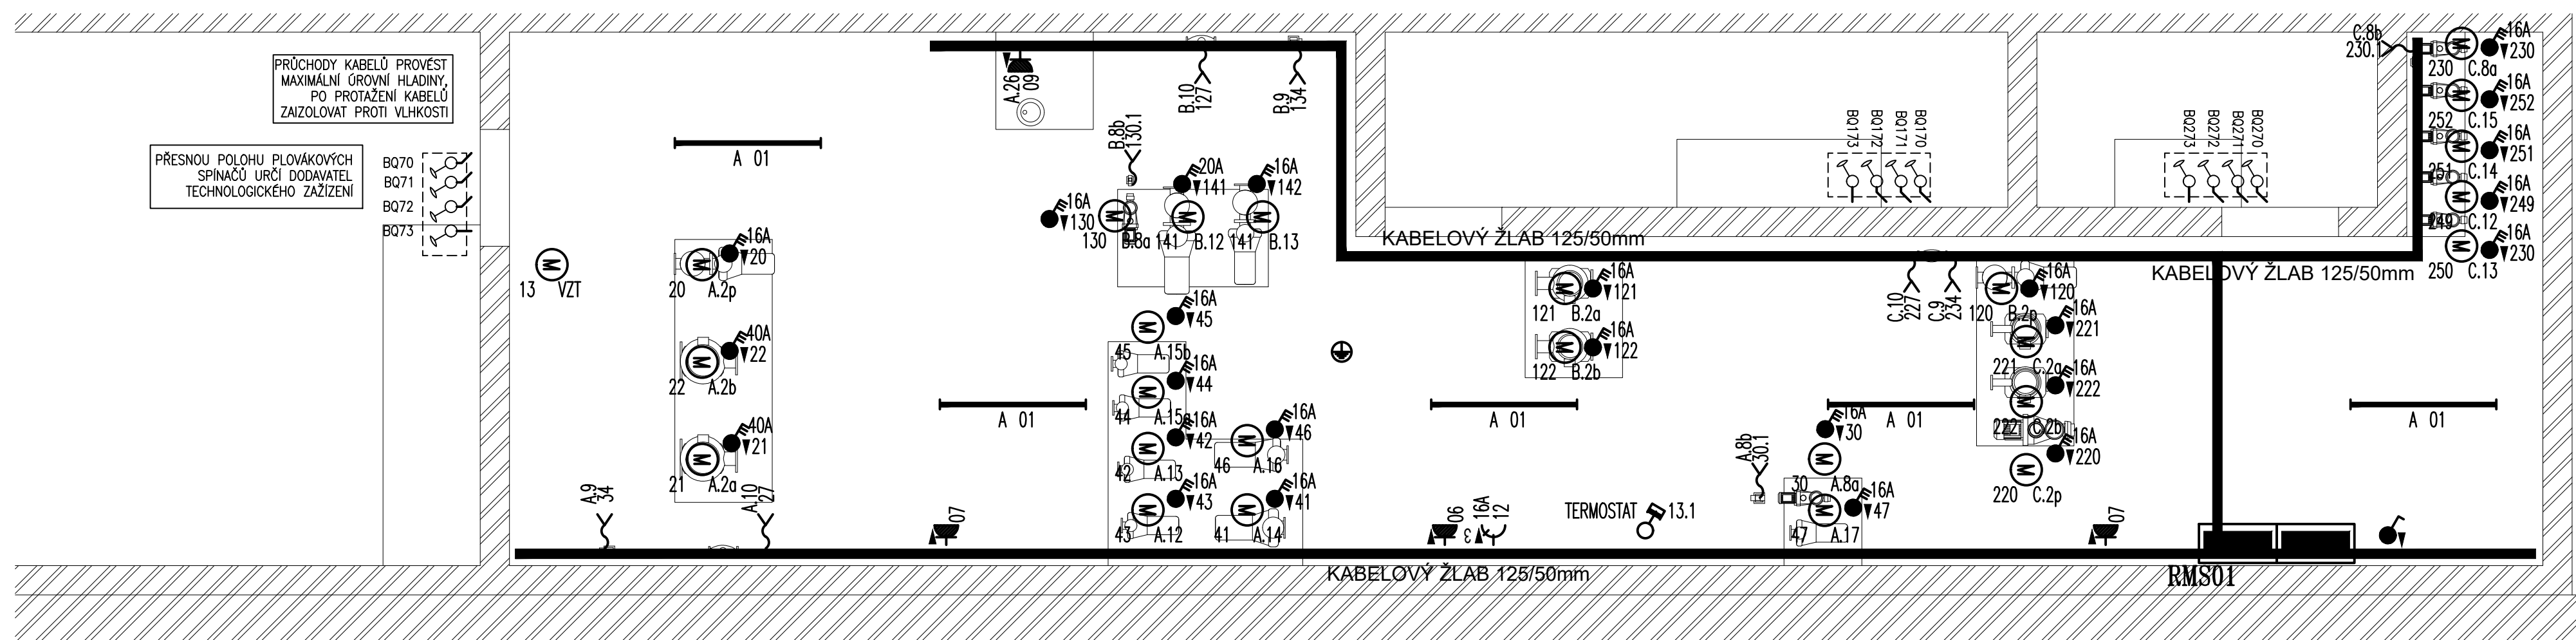 PRŮCHODY KABELŮ PROVÉST
MAXIMÁLNÍ ÚROVNÍ HLADINY,
PO PROTAŽENÍ KABELŮ
ZAIZOLOVAT PROTI VLHKOSTI
PŘESNOU POLOHU PLOVÁKOVÝCH
SPÍNAČŮ URČÍ DODAVATEL
TECHNOLOGICKÉHO ZAŽÍZENÍ
BQ70
BQ71
BQ72
BQ73
M
13 VZT
A 01
16A
20
M
20 A.2p
40A
22
M
22 A.2b
40A
21
M
21 A.2a
A.9
34
A.10
27
A.26
09
B.10
127
B.9
134
B.8b
130.1
16A
130
M
130 B.8a
20A
141
M
141 B.12
16A
142
M
141 B.13
16A
45
M
45 A.15b
16A
44
M
44 A.15a
16A
42
M
42 A.13
16A
43
M
43 A.12
16A
46
M
46 A.16
16A
41
M
41 A.14
A 01
07
KABELOVÝ ŽLAB 125/50mm
16A
121
M
121 B.2a
16A
122
M
122 B.2b
A 01
06
3
16A
12
TERMOSTAT
13.1
KABELOVÝ ŽLAB 125/50mm
BQ173
BQ172
BQ171
BQ170
BQ273
BQ272
BQ271
BQ270
C.10
227
C.9
234
16A
120
M
120 B.2p
16A
221
M
221 C.2a
16A
222
M
222 C.2b
16A
220
M
220 C.2p
A 01
16A
30
M
30 A.8a
A.8b
30.1
16A
47
M
47 A.17
07
RMS01
KABELOVÝ ŽLAB 125/50mm
C.8b
230.1
16A
230
M
230 C.8a
16A
252
M
252 C.15
16A
251
M
251 C.14
16A
249
M
249 C.12
16A
230
M
250 C.13
A 01